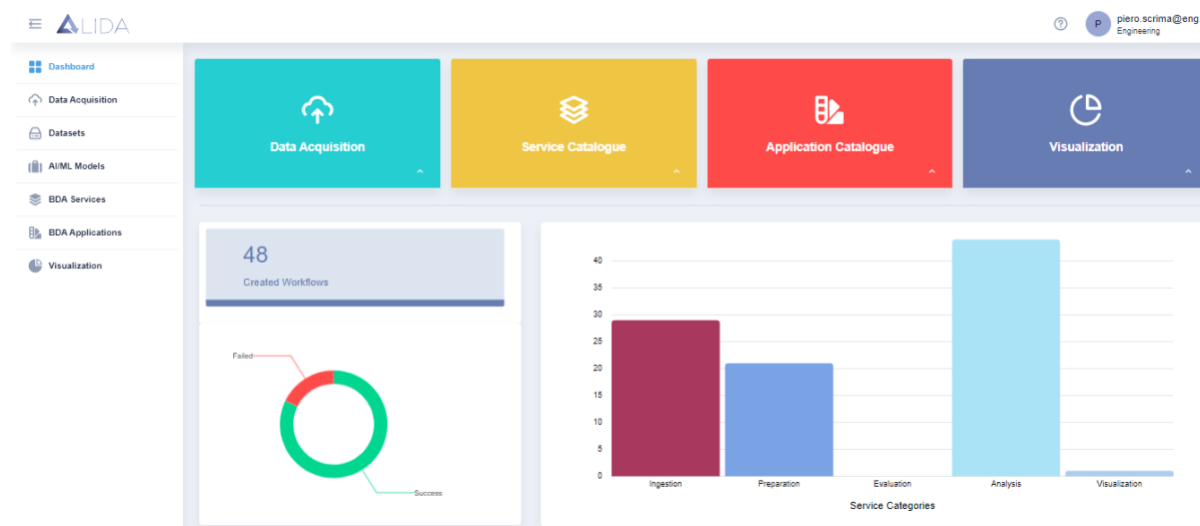 ALIDA
P
piero.scrima@eng
Engineering
Dashboard
Data Acquisition
Datasets
AI/ML Models
BDA Services
BDA Applications
Visualization
Data Acquisition
Service Catalogue
Application Catalogue
Visualization
48
Created Workflows
Failed
Success
40
35
30
25
20
15
10
5
0
Ingestion
Preparation
Evaluation
Analysis
Visualization
Service Categories